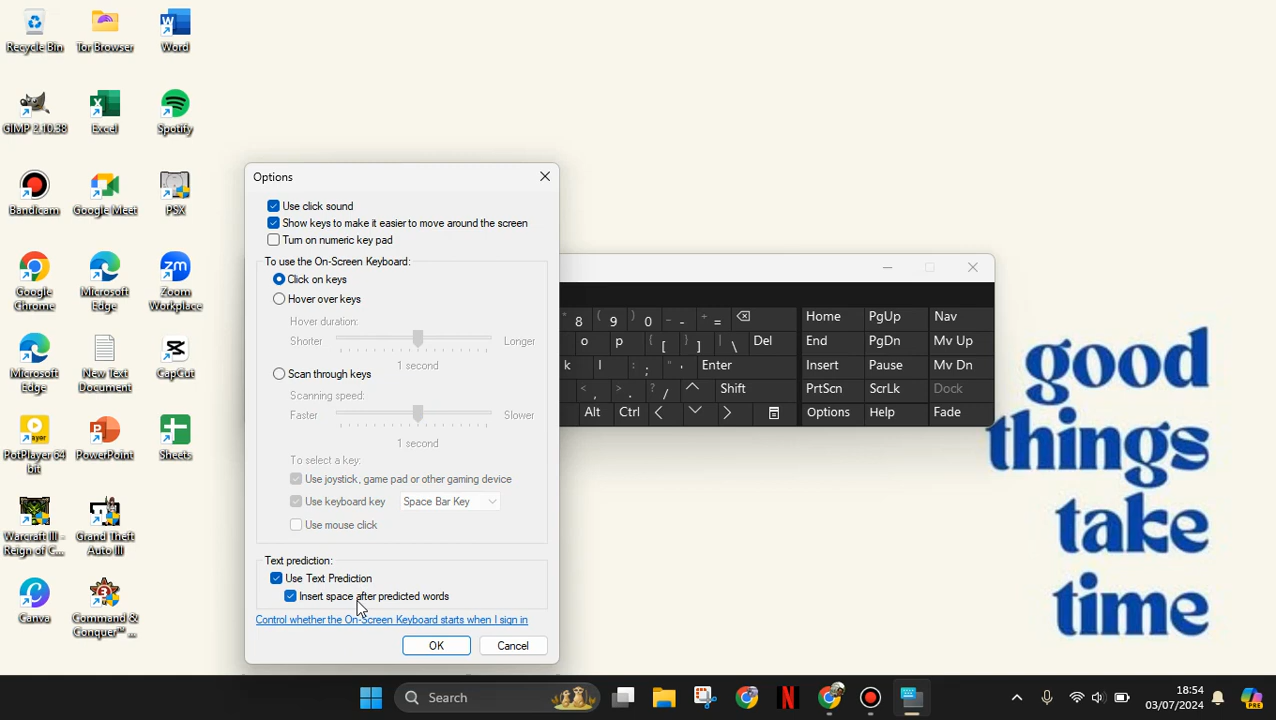 Recycle Bin
Tor Browser
Word
GIMP 2.10.38
Excel
Spotify
Bandicam
Google Meet
PSX
Google
Chrome
Microsoft
Edge
Zoom
Workplace
Microsoft
Edge
New Text
Document
CapCut
PotPlayer 64
bit
PowerPoint
Sheets
Warcraft III -
Reign of C...
Grand Theft
Auto III
Canva
Command &
Conquer™ ...
Options
Use click sound
Show keys to make it easier to move around the screen
Turn on numeric key pad
To use the On-Screen Keyboard:
Click on keys
Hover over keys
Hover duration:
Shorter
Longer
1 second
Scan through keys
Scanning speed:
Faster
Slower
1 second
To select a key:
Use joystick, game pad or other gaming device
Use keyboard key
Space Bar Key
Use mouse click
Text prediction:
Use Text Prediction
Insert space after predicted words
Control whether the On-Screen Keyboard starts when I sign in
OK
Cancel
* 8 ( 9 ) 0 _ - + = Home PgUp Nav
o p { [ } ] | \ Del End PgDn Mv Up
k l : ; " ' Enter Insert Pause Mv Dn
< , > . ? / Shift PrtScn ScrLk Dock
Alt Ctrl Options Help Fade
good
things
take
time
Search
18:54
03/07/2024
PRE